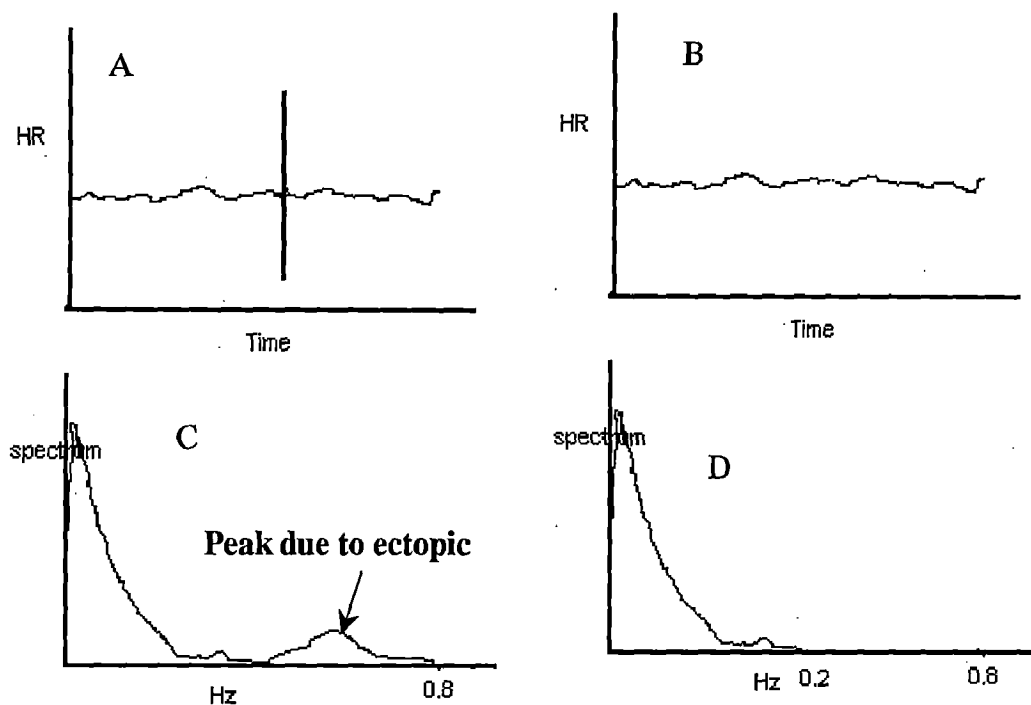 A
HR
Time
B
HR
Time
C
spectrum
Peak due to ectopic
Hz
0.8
D
spectrum
Hz 0.2
0.8